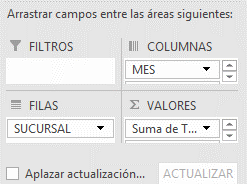 Arrastrar campos entre las áreas siguientes:
FILTROS
COLUMNAS
MES
FILAS
VALORES
SUCURSAL
Suma de T...
Aplazar actualización...
ACTUALIZAR